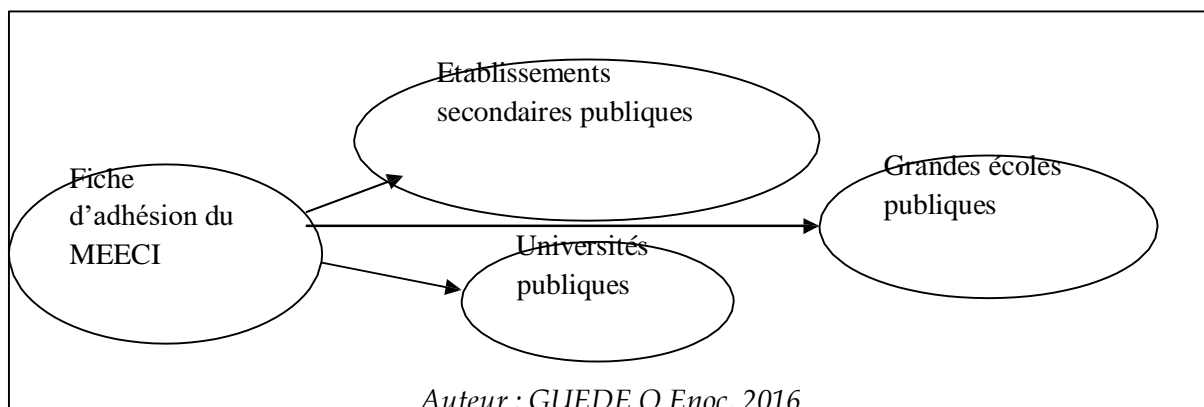 Etablissements
secondaires publiques
Grandes écoles
publiques
Fiche
d’adhésion du
MEECI
Universités
publiques
Auteur : GUEDE O Enoc, 2016